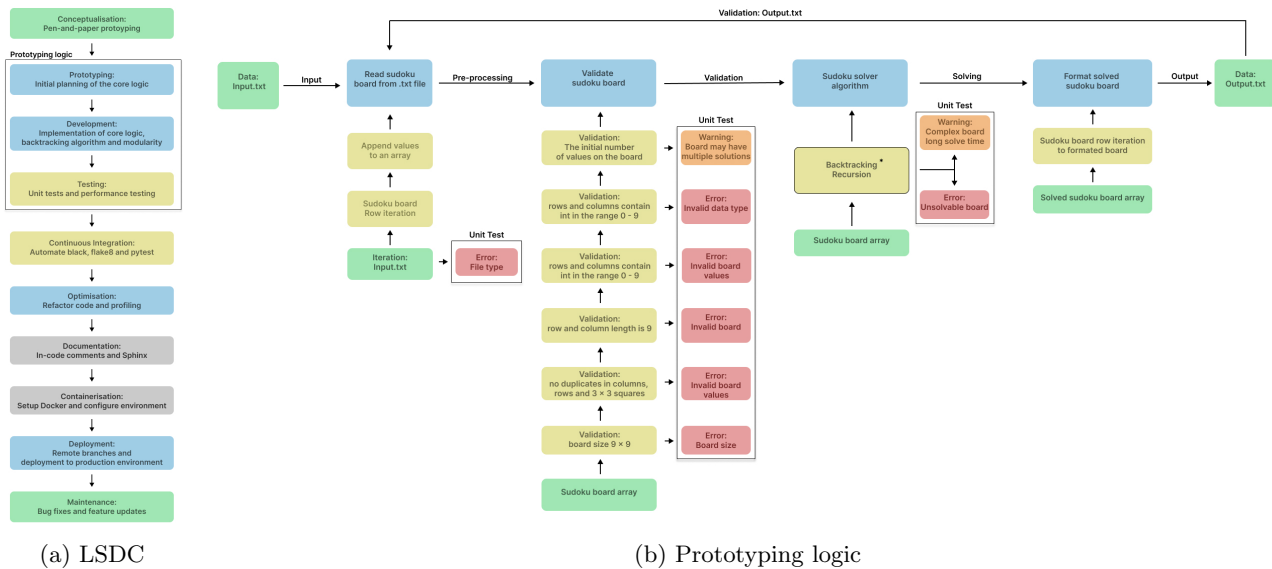 Conceptualisation:
Pen-and-paper protoyping
Prototyping logic
Prototyping:
Initial planning of the core logic
Development:
Implementation of core logic,
backtracking algorithm and modularity
Testing:
Unit tests and performance testing
Continuous Integration:
Automate black, flake8 and pytest
Optimisation:
Refactor code and profiling
Documentation:
In-code comments and Sphinx
Containerisation:
Setup Docker and configure environment
Deployment:
Remote branches and
deployment to production environment
Maintenance:
Bug fixes and feature updates
(a) LSDC
Validation: Output.txt
Data:
Input.txt
Input
Read sudoku
board from .txt file
Pre-processing
Validate
sudoku board
Validation
Sudoku solver
algorithm
Solving
Format solved
sudoku board
Output
Data:
Output.txt
Append values
to an array
Sudoku board
Row iteration
Iteration:
Input.txt
Unit Test
Error:
File type
Validation:
The initial number
of values on the board
Validation:
rows and columns contain
int in the range 0 - 9
Validation:
rows and columns contain
int in the range 0 - 9
Validation:
row and column length is 9
Validation:
no duplicates in columns,
rows and 3 × 3 squares
Validation:
board size 9 × 9
Sudoku board array
Unit Test
Warning:
Board may have
multiple solutions
Error:
Invalid data type
Error:
Invalid board
values
Error:
Invalid board
Error:
Invalid board
values
Error:
Board size
Backtracking *
Recursion
Sudoku board array
Unit Test
Warning:
Complex board
long solve time
Error:
Unsolvable board
Sudoku board row iteration
to formated board
Solved sudoku board array
(b) Prototyping logic